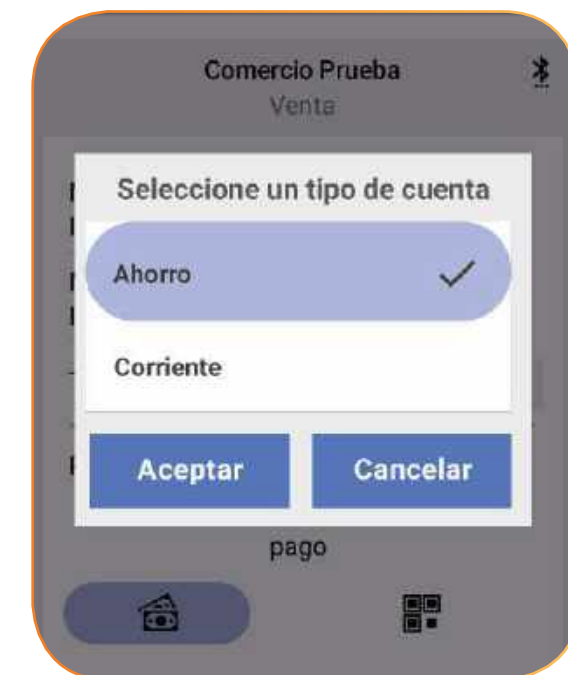 Comercio Prueba
Venta
Seleccione un tipo de cuenta
Ahorro
Corriente
Aceptar
Cancelar
pago